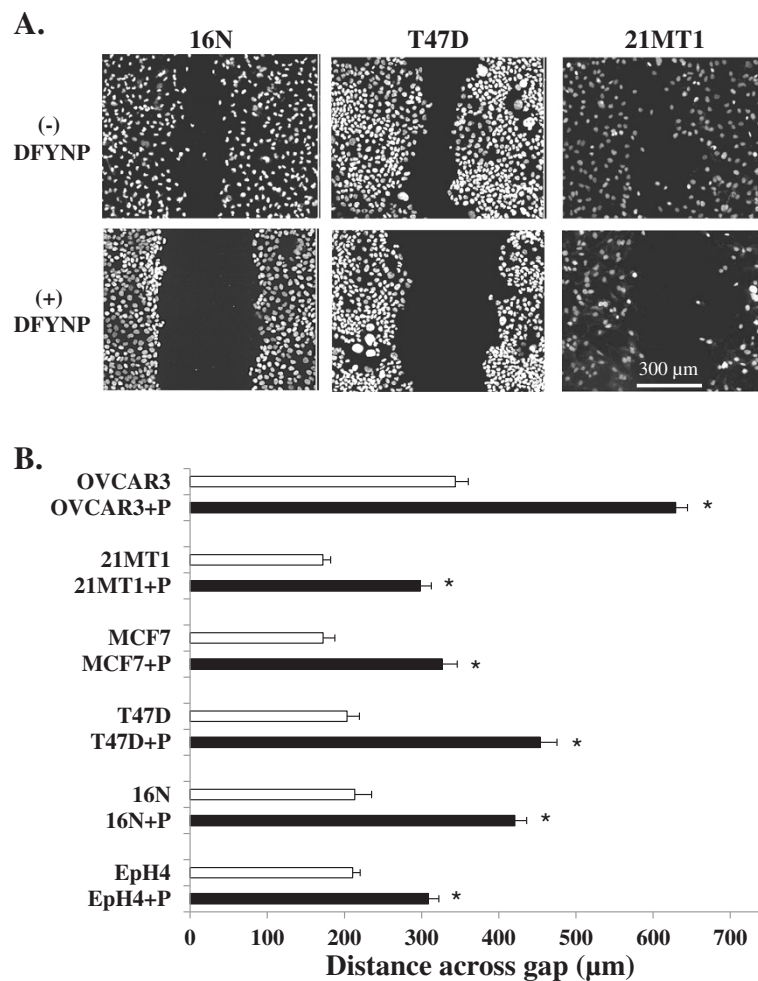 A.
16N T47D 21MT1
(-)
DFYNP
(+)
DFYNP
300 µm
B.
OVCAR3
OVCAR3+P *
21MT1
21MT1+P *
MCF7
MCF7+P *
T47D
T47D+P *
16N
16N+P *
EpH4
EpH4+P *
0 100 200 300 400 500 600 700
Distance across gap (µm)